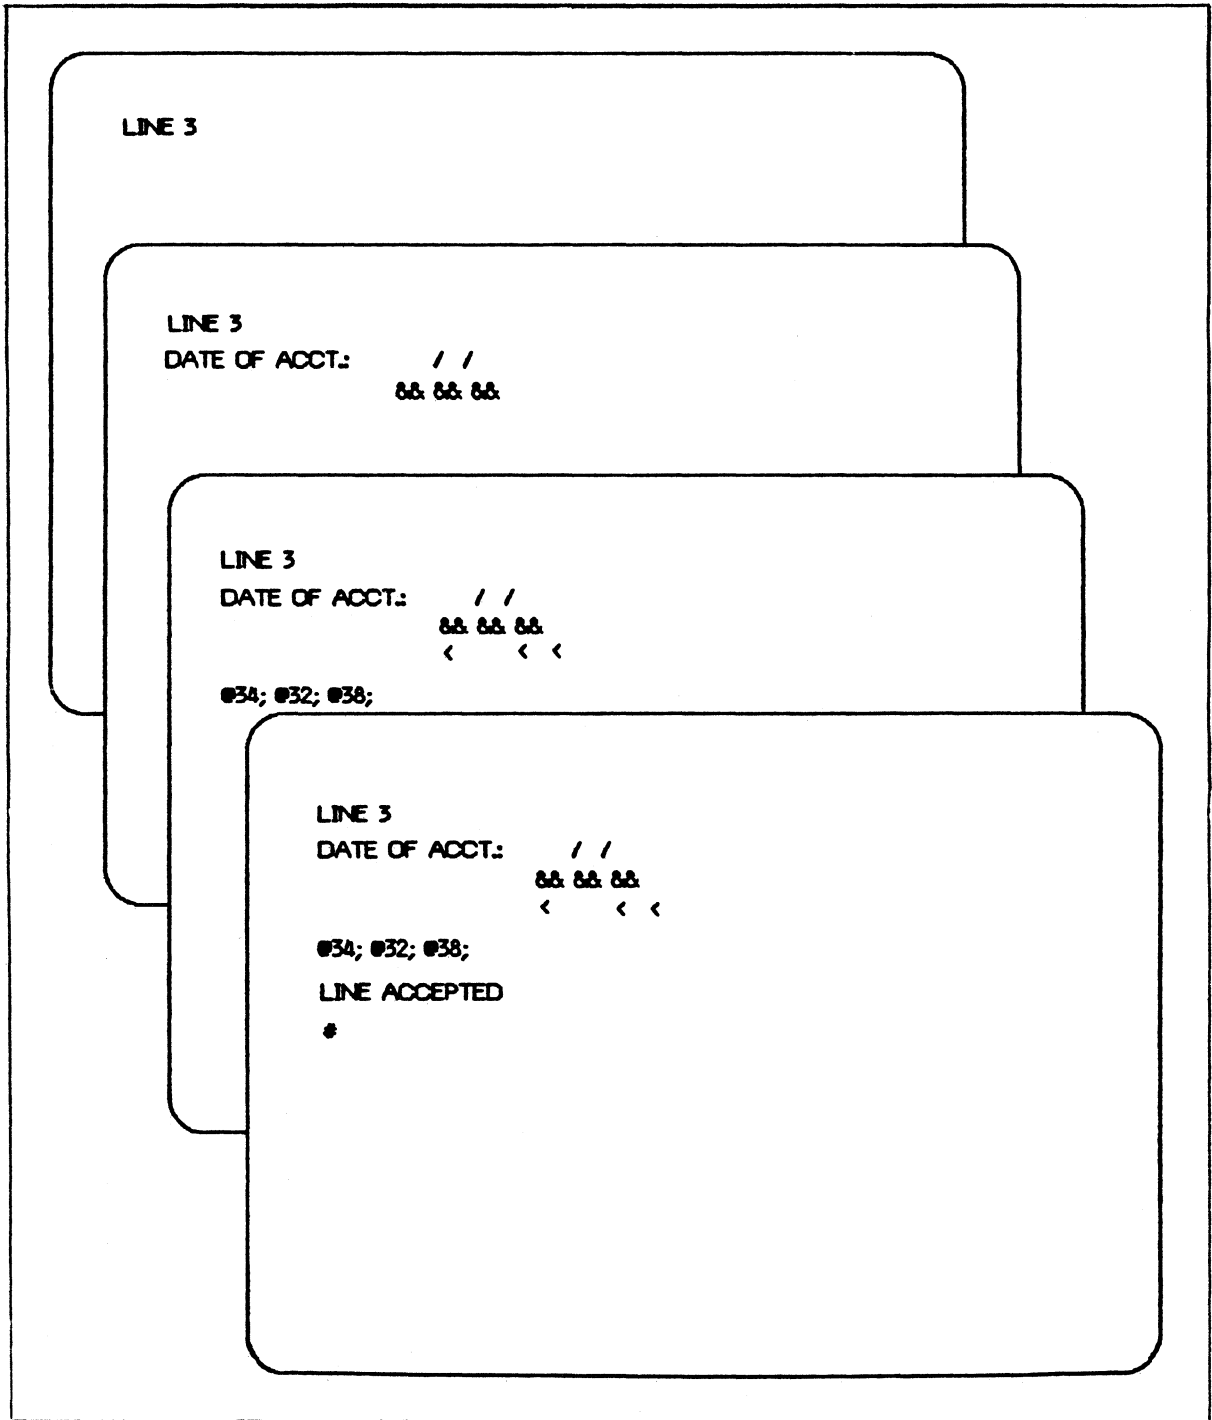 LINE 3
LINE 3
DATE OF ACCT.: / /
&& && &&
LINE 3
DATE OF ACCT.: / /
&& && &&
< < <
@34; @32; @38;
LINE 3
DATE OF ACCT.: / /
&& && &&
< < <
@34; @32; @38;
LINE ACCEPTED
#